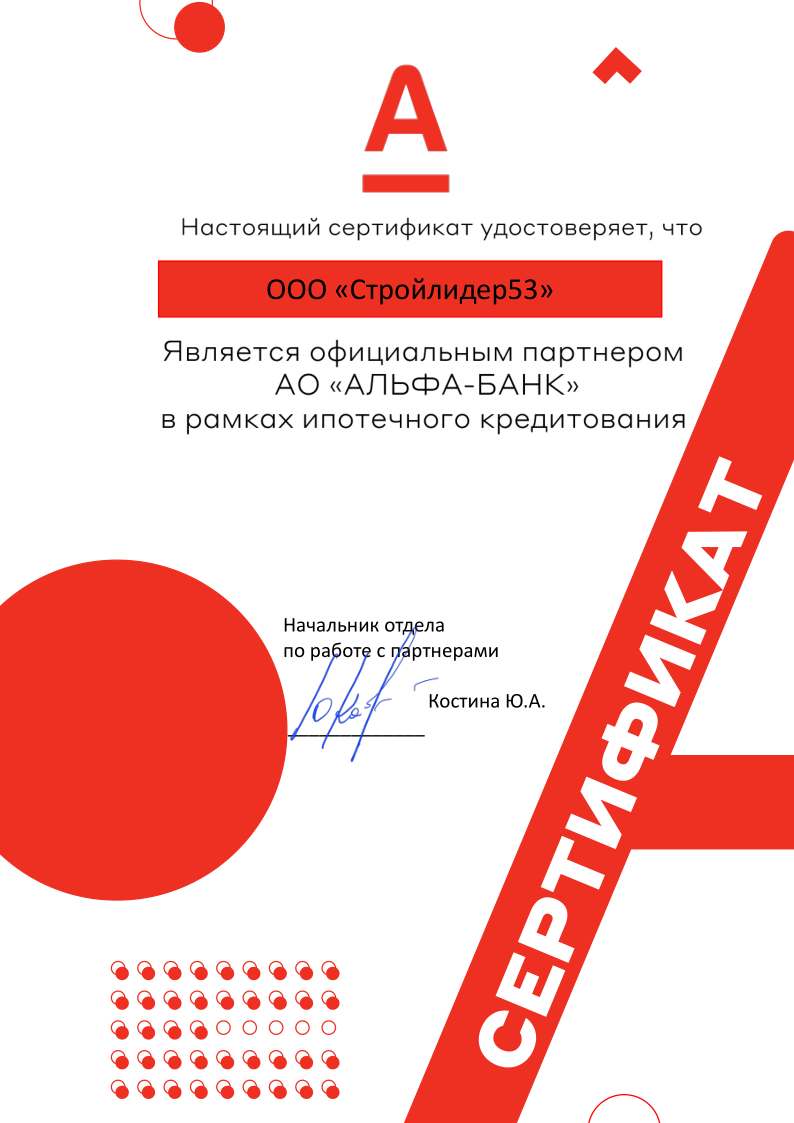 А
Настоящий сертификат удостоверяет, что
ООО «Стройлидер53»
Является официальным партнером
АО «АЛЬФА-БАНК»
в рамках ипотечного кредитования
СЕРТИФИКАТ
Начальник отдела
по работе с партнерами
Костина Ю.А.